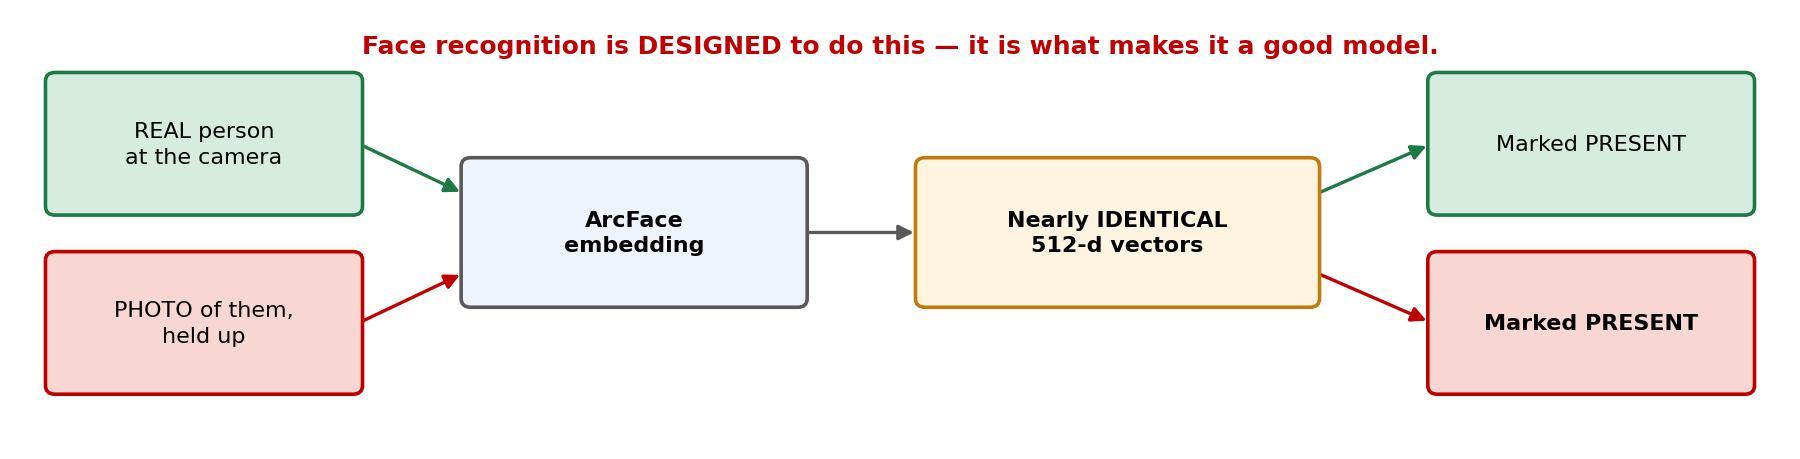 Face recognition is DESIGNED to do this — it is what makes it a good model.
REAL person
at the camera
PHOTO of them,
held up
ArcFace
embedding
Nearly IDENTICAL
512-d vectors
Marked PRESENT
Marked PRESENT